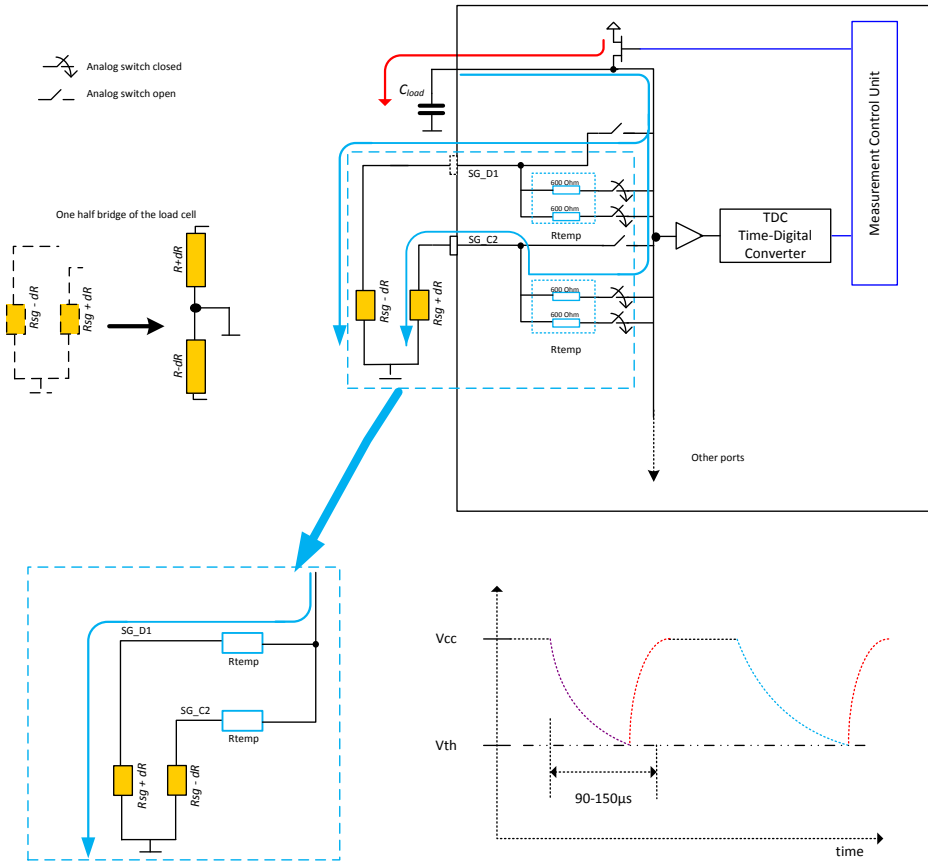 Analog switch closed
Analog switch open
Cload
Measurement Control Unit
SG_D1
600 Ohm
600 Ohm
Rtemp
SG_C2
600 Ohm
600 Ohm
Rtemp
TDC
Time-Digital
Converter
One half bridge of the load cell
Rsg - dR
Rsg + dR
R+dR
R-dR
Rsg - dR
Rsg + dR
Other ports
SG_D1
Rtemp
SG_C2
Rtemp
Rsg + dR
Rsg - dR
Vcc
Vth
90-150µs
time